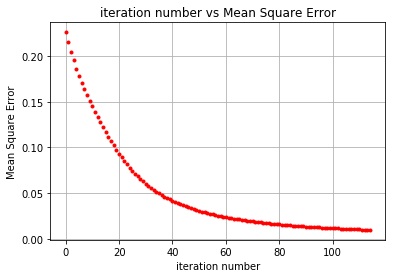 iteration number vs Mean Square Error
0.20
0.15
0.10
0.05
0.00
Mean Square Error
0 20 40 60 80 100
iteration number